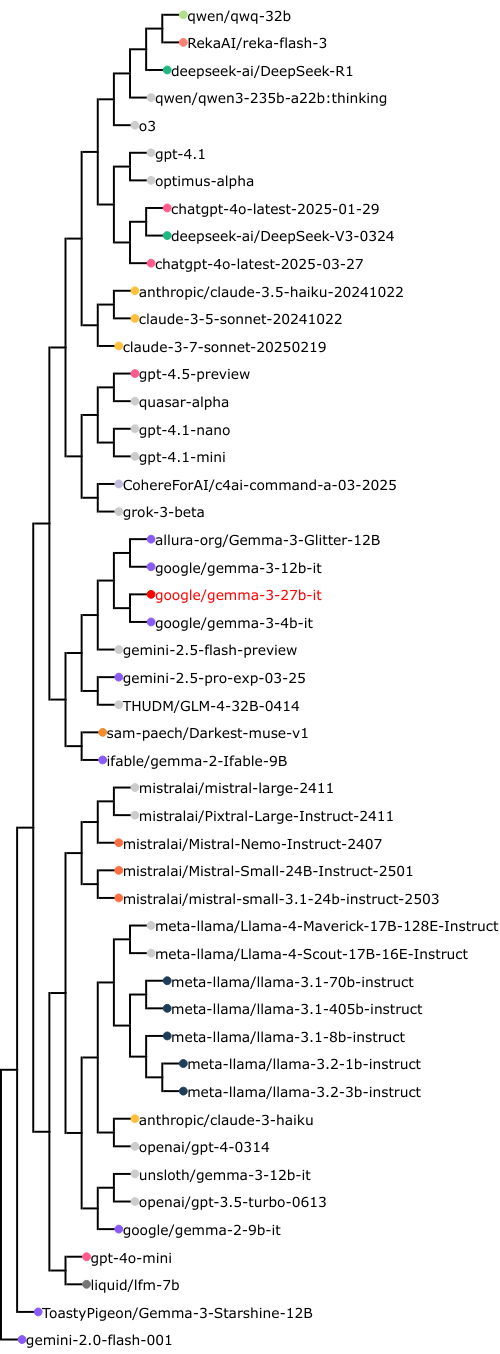 qwen/qwq-32b
RekaAI/reka-flash-3
deepseek-ai/DeepSeek-R1
qwen/qwen3-235b-a22b:thinking
o3
gpt-4.1
optimus-alpha
chatgpt-4o-latest-2025-01-29
deepseek-ai/DeepSeek-V3-0324
chatgpt-4o-latest-2025-03-27
anthropic/claude-3.5-haiku-20241022
claude-3-5-sonnet-20241022
claude-3-7-sonnet-20250219
gpt-4.5-preview
quasar-alpha
gpt-4.1-nano
gpt-4.1-mini
CohereForAI/c4ai-command-a-03-2025
grok-3-beta
allura-org/Gemma-3-Glitter-12B
google/gemma-3-12b-it
google/gemma-3-27b-it
google/gemma-3-4b-it
gemini-2.5-flash-preview
gemini-2.5-pro-exp-03-25
THUDM/GLM-4-32B-0414
sam-paech/Darkest-muse-v1
ifable/gemma-2-Ifable-9B
mistralai/mistral-large-2411
mistralai/Pixtral-Large-Instruct-2411
mistralai/Mistral-Nemo-Instruct-2407
mistralai/Mistral-Small-24B-Instruct-2501
mistralai/mistral-small-3.1-24b-instruct-2503
meta-llama/Llama-4-Maverick-17B-128E-Instruct
meta-llama/Llama-4-Scout-17B-16E-Instruct
meta-llama/llama-3.1-70b-instruct
meta-llama/llama-3.1-405b-instruct
meta-llama/llama-3.1-8b-instruct
meta-llama/llama-3.2-1b-instruct
meta-llama/llama-3.2-3b-instruct
anthropic/claude-3-haiku
openai/gpt-4-0314
unsloth/gemma-3-12b-it
openai/gpt-3.5-turbo-0613
google/gemma-2-9b-it
gpt-4o-mini
liquid/lfm-7b
ToastyPigeon/Gemma-3-Starshine-12B
gemini-2.0-flash-001